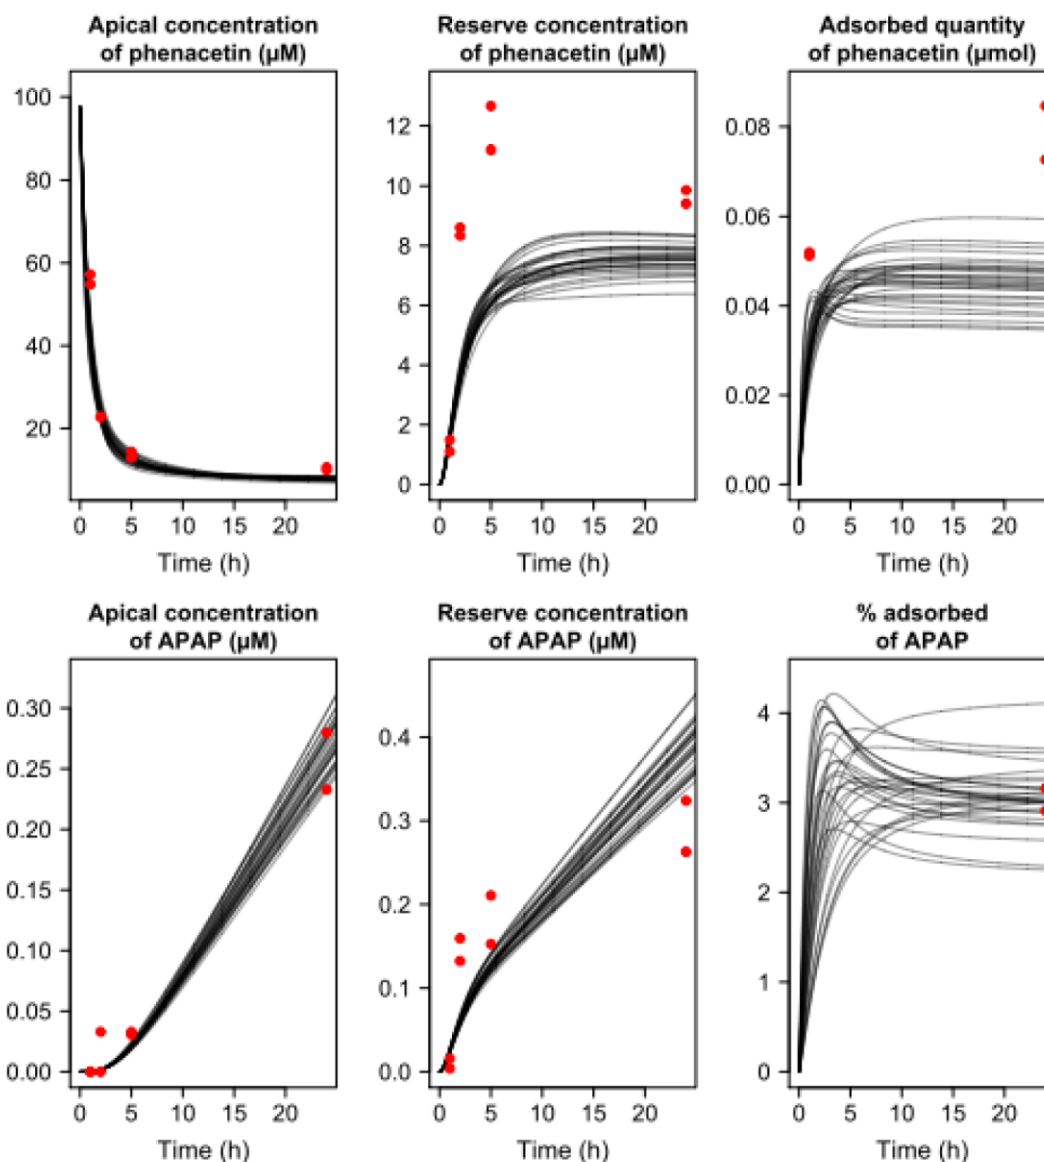 Apical concentration
of phenacetin (µM)
Reserve concentration
of phenacetin (µM)
Adsorbed quantity
of phenacetin (µmol)
100
80
60
40
20
0 5 10 15 20
Time (h)
12
10
8
6
4
2
0
0 5 10 15 20
Time (h)
0.08
0.06
0.04
0.02
0.00
0 5 10 15 20
Time (h)
Apical concentration
of APAP (µM)
Reserve concentration
of APAP (µM)
% adsorbed
of APAP
0.30
0.25
0.20
0.15
0.10
0.05
0.00
0 5 10 15 20
Time (h)
0.4
0.3
0.2
0.1
0.0
0 5 10 15 20
Time (h)
4
3
2
1
0
0 5 10 15 20
Time (h)